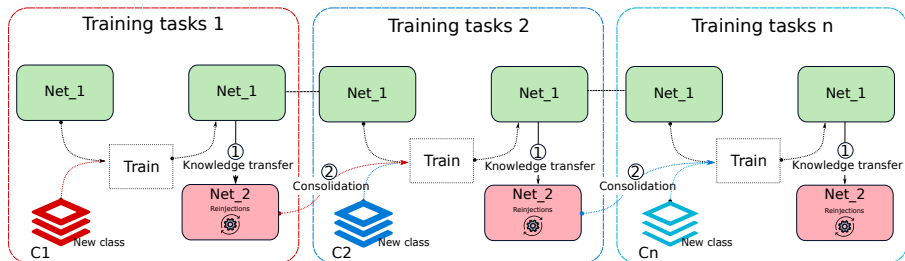 Training tasks 1
Training tasks 2
Training tasks n
Net_1
Net_1
Net_1
Net_1
Net_1
Net_1
Train
Train
Train
①
Knowledge transfer
①
Knowledge transfer
①
Knowledge transfer
②
Consolidation
②
Consolidation
Net_2
Reinjections
Net_2
Reinjections
Net_2
Reinjections
New class
C1
New class
C2
New class
Cn